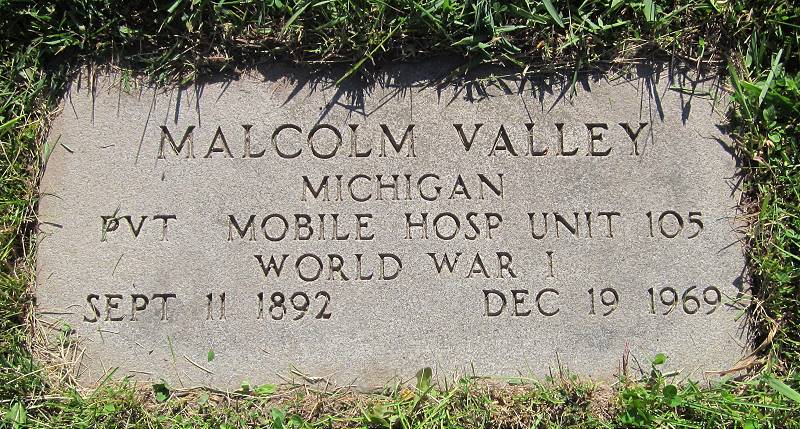 MALCOLM VALLEY
MICHIGAN
PVT MOBILE HOSP UNIT 105
WORLD WAR I
SEPT 11 1892 DEC 19 1969